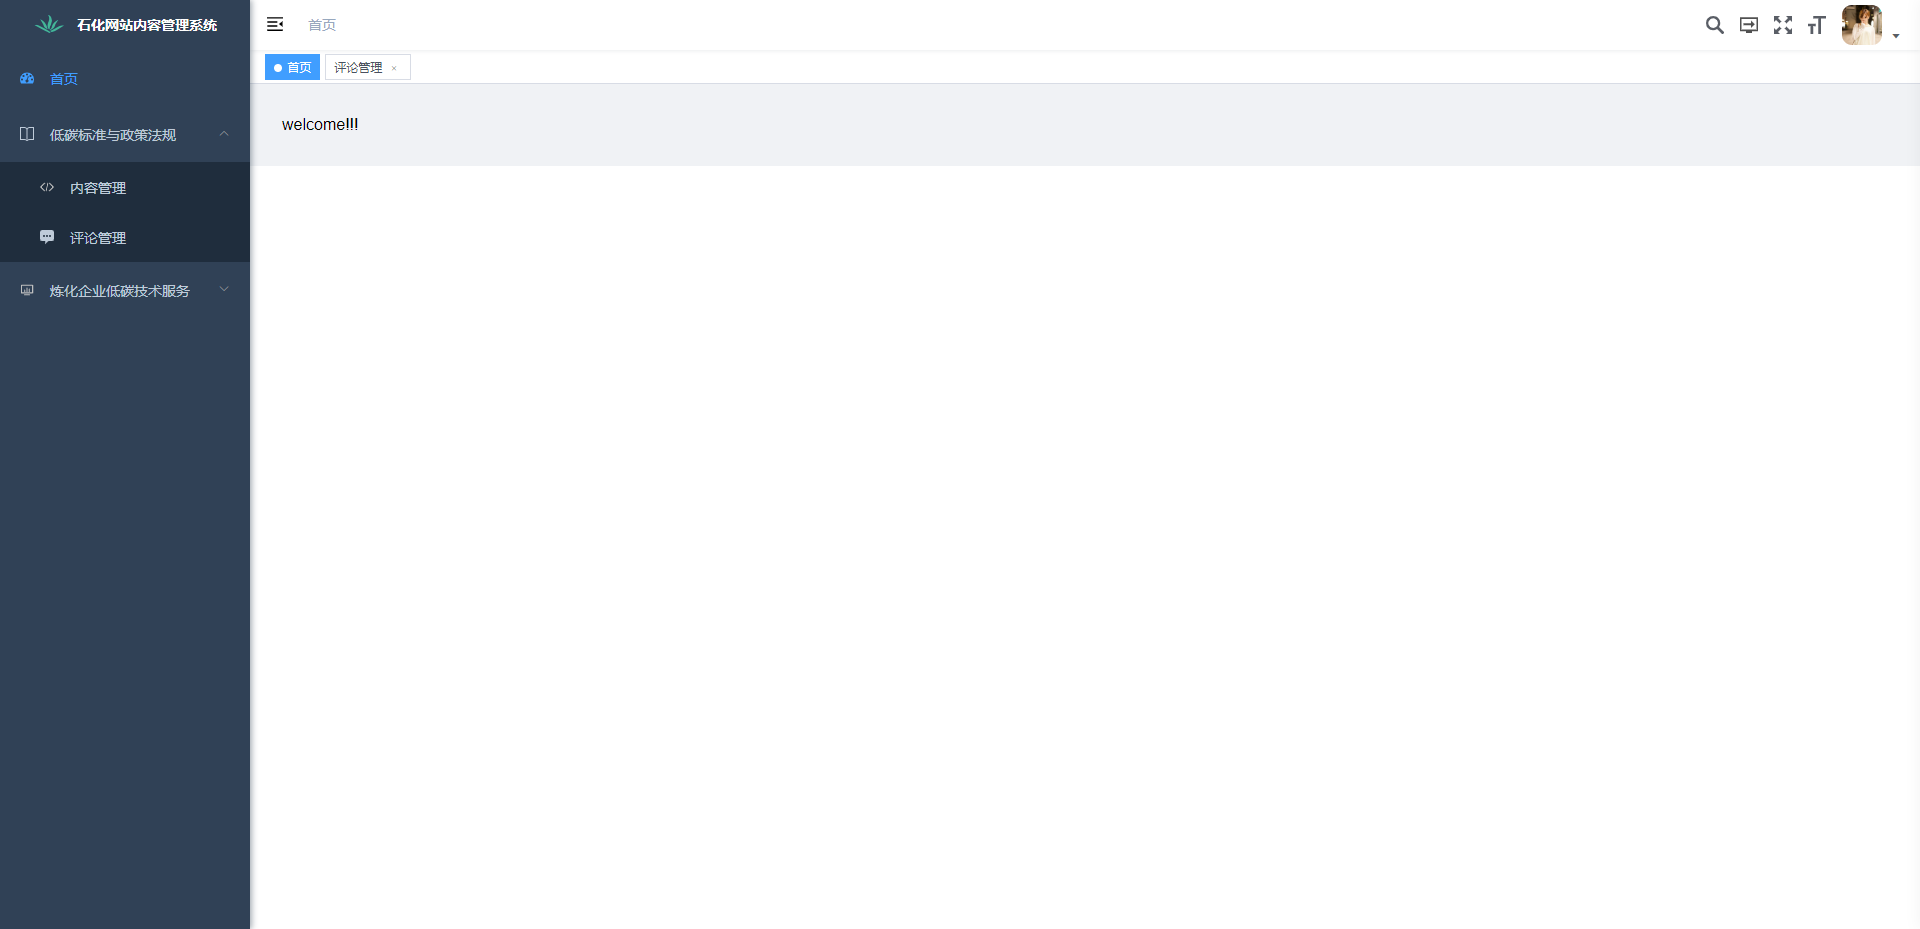 石化网站内容管理系统
首页
低碳标准与政策法规
内容管理
评论管理
炼化企业低碳技术服务
首页
首页
评论管理 ×
welcome!!!